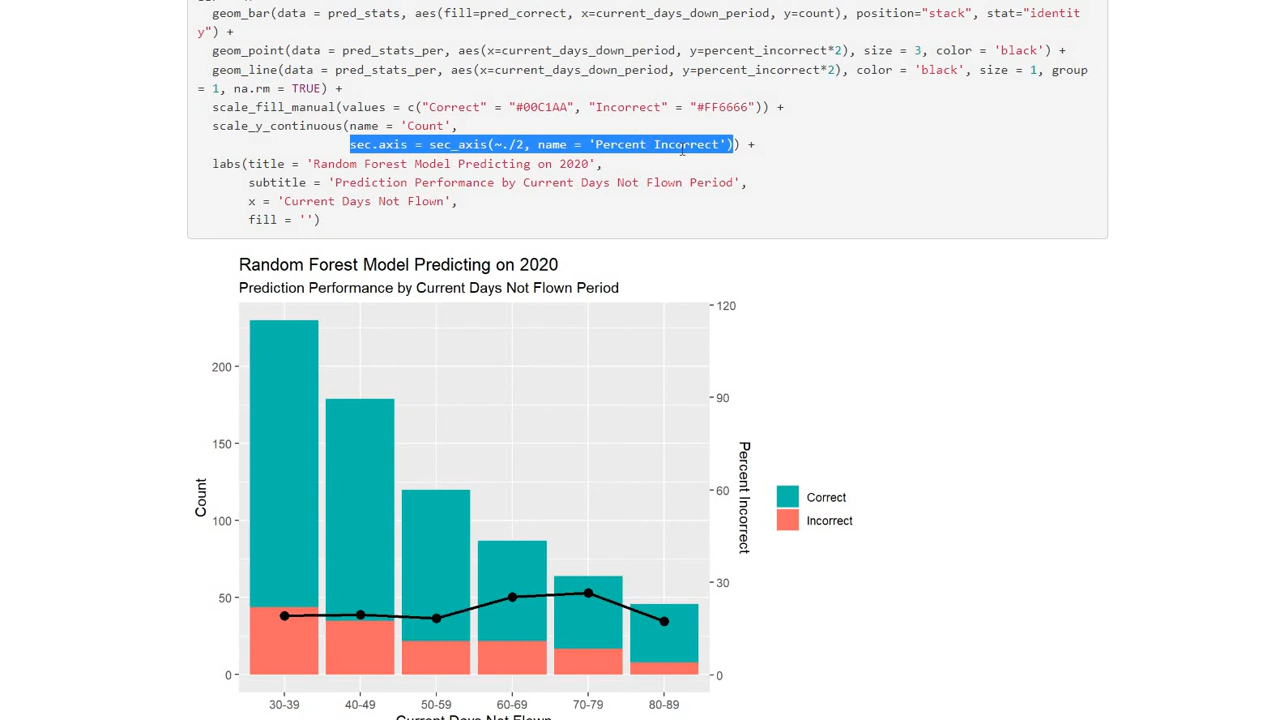 geom_bar(data = pred_stats, aes(fill=pred_correct, x=current_days_down_period, y=count), position="stack", stat="identit
y") +
geom_point(data = pred_stats_per, aes(x=current_days_down_period, y=percent_incorrect*2), size = 3, color = 'black') +
geom_line(data = pred_stats_per, aes(x=current_days_down_period, y=percent_incorrect*2), color = 'black', size = 1, group
= 1, na.rm = TRUE) +
scale_fill_manual(values = c("Correct" = "#00C1AA", "Incorrect" = "#FF6666")) +
scale_y_continuous(name = 'Count',
sec.axis = sec_axis(~./2, name = 'Percent Incorrect')) +
labs(title = 'Random Forest Model Predicting on 2020',
subtitle = 'Prediction Performance by Current Days Not Flown Period',
x = 'Current Days Not Flown',
fill = '')
Random Forest Model Predicting on 2020
Prediction Performance by Current Days Not Flown Period
Count
200
150
100
50
0
120
90
60
30
0
Percent Incorrect
Correct
Incorrect
30-39 40-49 50-59 60-69 70-79 80-89
Current Days Not Flown